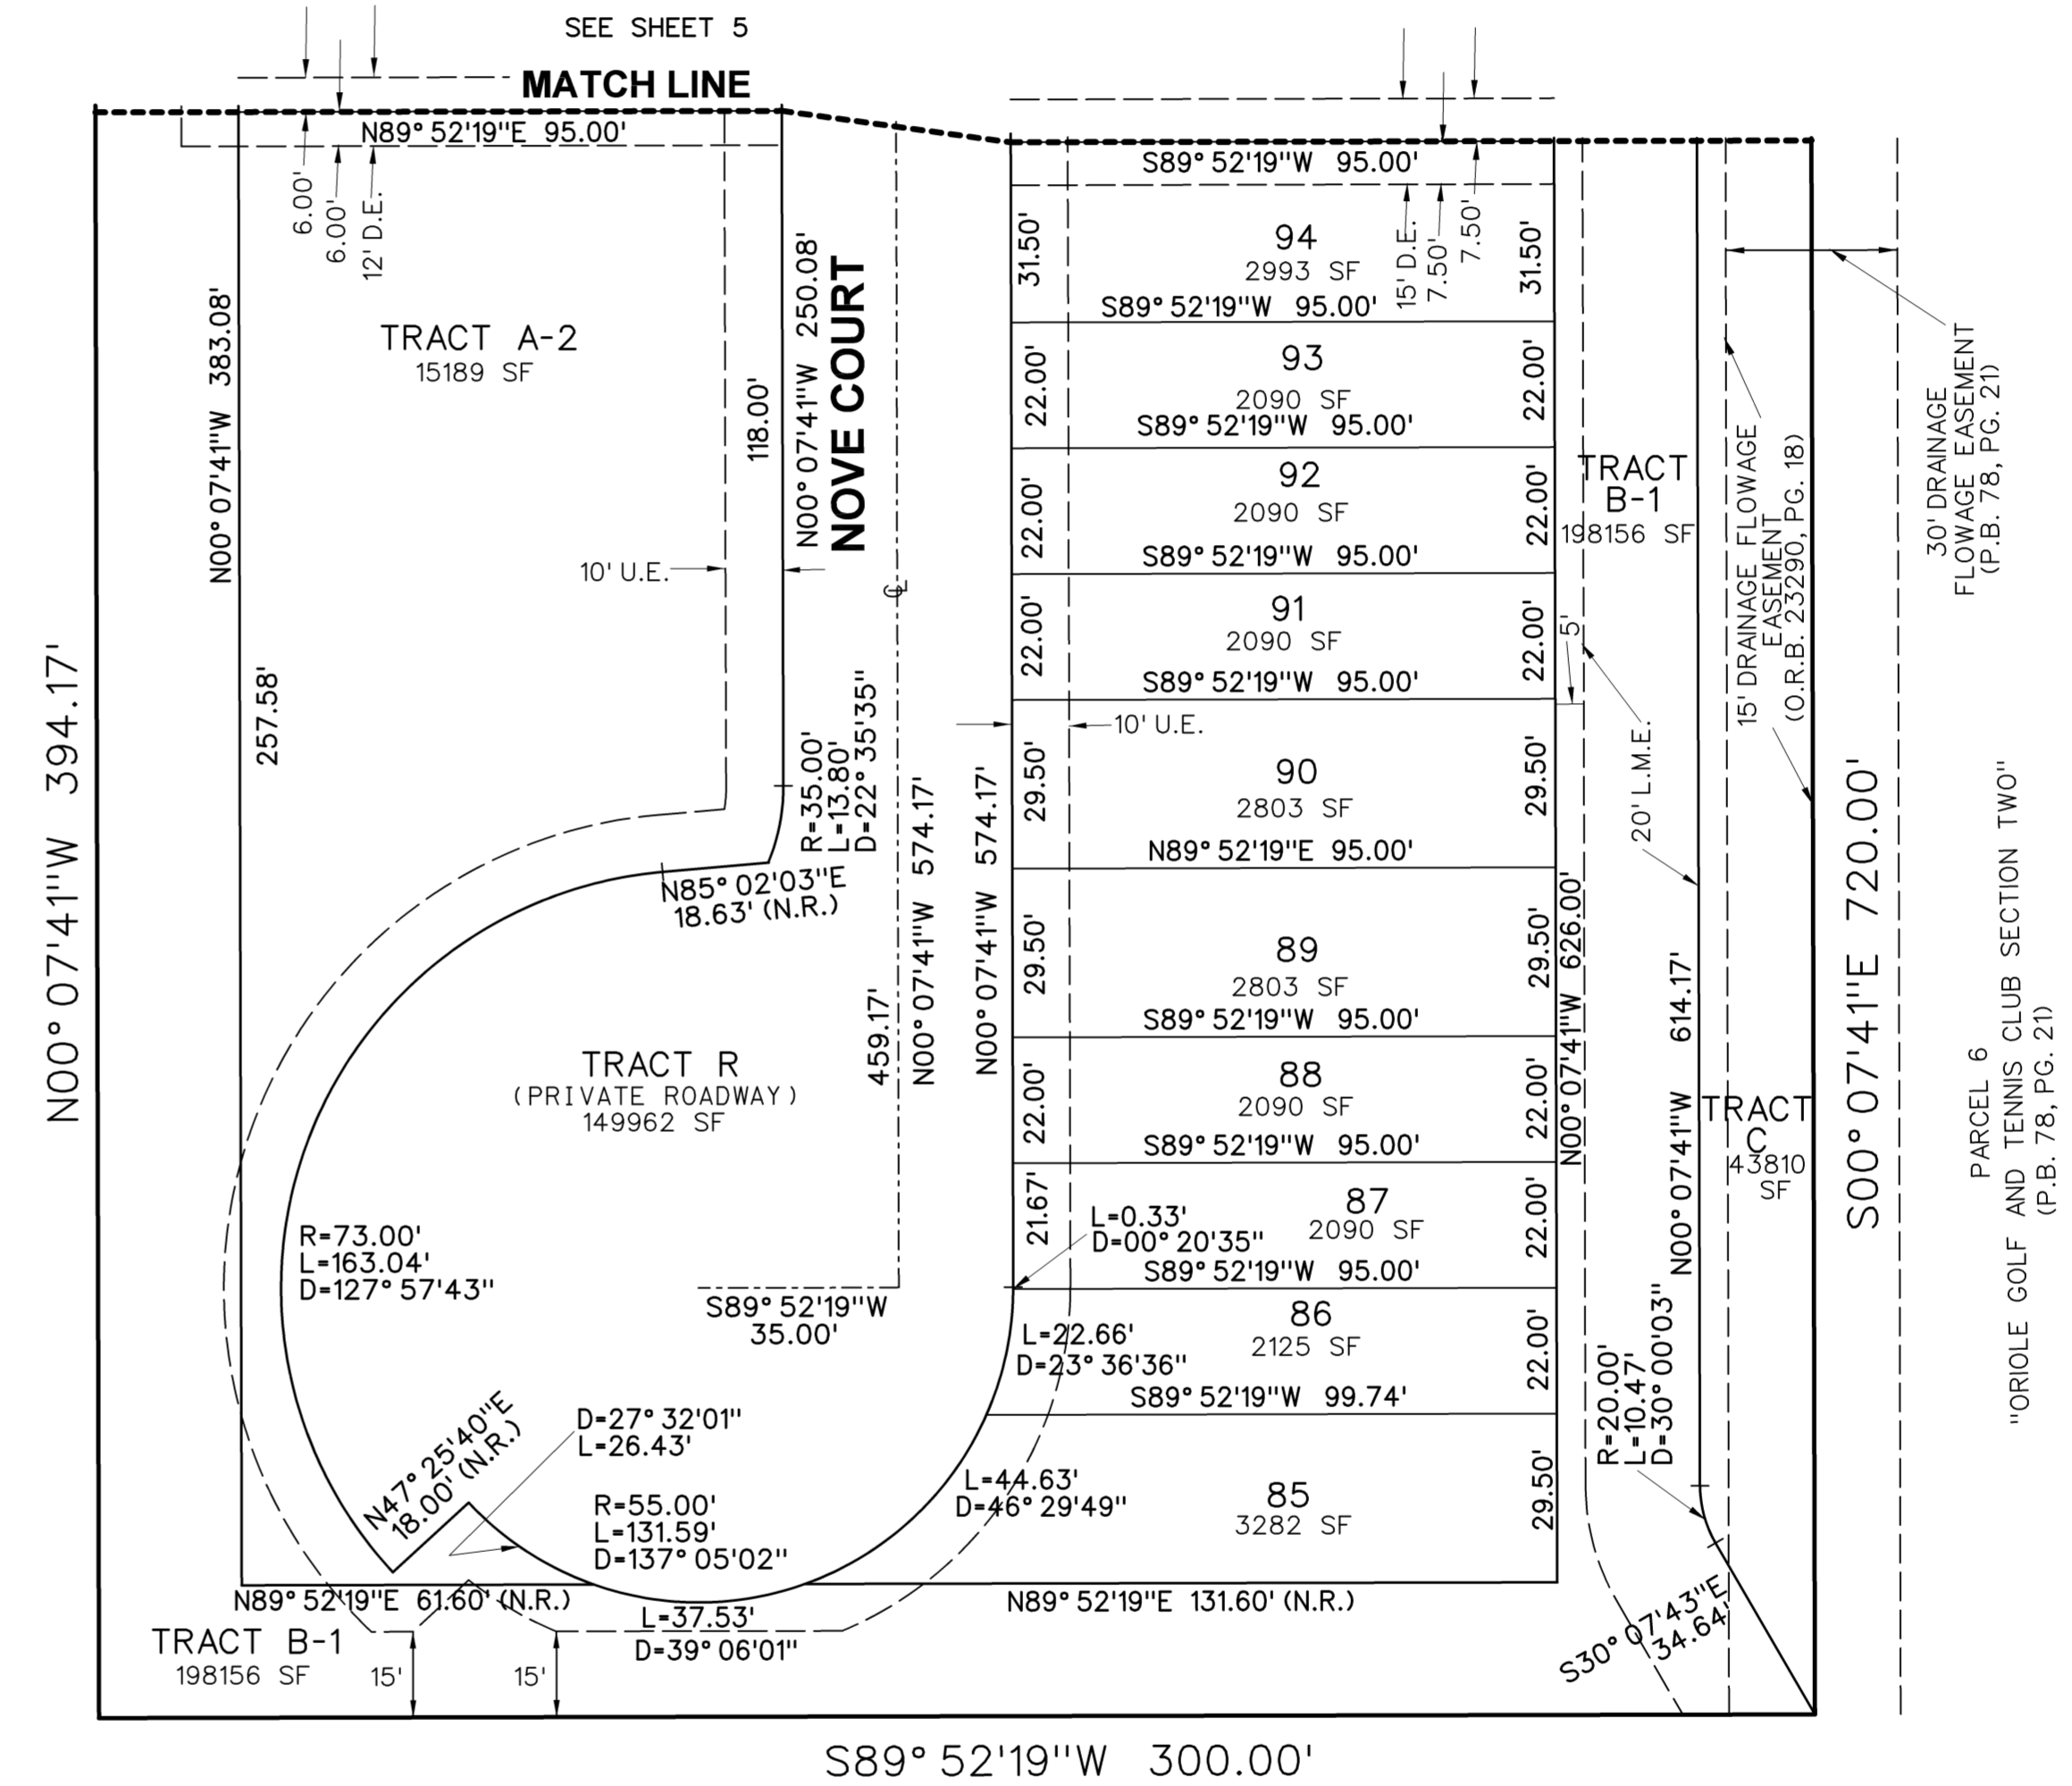 SEE SHEET 5
MATCH LINE
N89°52'19"E 95.00'
6.00'
6.00'
12' D.E.
N00°07'41"W 383.08'
TRACT A-2
15189 SF
118.00'
N00°07'41"W 250.08'
NOVE COURT
10' U.E.
257.58'
N00°07'41"W 394.17'
R=35.00'
L=13.80'
D=22°35'35"
N85°02'03"E
18.63' (N.R.)
TRACT R
(PRIVATE ROADWAY)
149962 SF
459.17'
N00°07'41"W 574.17'
N00°07'41"W 574.17'
R=73.00'
L=163.04'
D=127°57'43"
S89°52'19"W
35.00'
N47°25'40"E
18.00' (N.R.)
D=27°32'01"
L=26.43'
R=55.00'
L=131.59'
D=137°05'02"
N89°52'19"E 61.60' (N.R.)
TRACT B-1
198156 SF
15'
15'
L=37.53'
D=39°06'01"
S89°52'19"W 95.00'
31.50'
94
2993 SF
S89°52'19"W 95.00'
15' D.E.
7.50'
7.50'
31.50'
22.00'
93
2090 SF
S89°52'19"W 95.00'
22.00'
22.00'
92
2090 SF
S89°52'19"W 95.00'
22.00'
22.00'
91
2090 SF
S89°52'19"W 95.00'
22.00'
10' U.E.
29.50'
90
2803 SF
N89°52'19"E 95.00'
29.50'
29.50'
89
2803 SF
S89°52'19"W 95.00'
29.50'
22.00'
88
2090 SF
S89°52'19"W 95.00'
22.00'
21.67'
L=0.33'
D=00°20'35"
87
2090 SF
S89°52'19"W 95.00'
22.00'
L=22.66'
D=23°36'36"
86
2125 SF
S89°52'19"W 99.74'
22.00'
L=44.63'
D=46°29'49"
85
3282 SF
29.50'
N89°52'19"E 131.60' (N.R.)
TRACT
B-1
198156 SF
5'
20' L.M.E.
N00°07'41"W 626.00'
N00°07'41"W 614.17'
R=20.00'
L=10.47'
D=30°00'03"
S30°07'43"E
34.64'
15' DRAINAGE FLOWAGE
EASEMENT
(O.R.B. 23290, PG. 18)
TRACT
C
43810
SF
S00°07'41"E 720.00'
30' DRAINAGE
FLOWAGE EASEMENT
(P.B. 78, PG. 21)
PARCEL 6
"ORIOLE GOLF AND TENNIS CLUB SECTION TWO"
(P.B. 78, PG. 21)
S89°52'19"W 300.00'